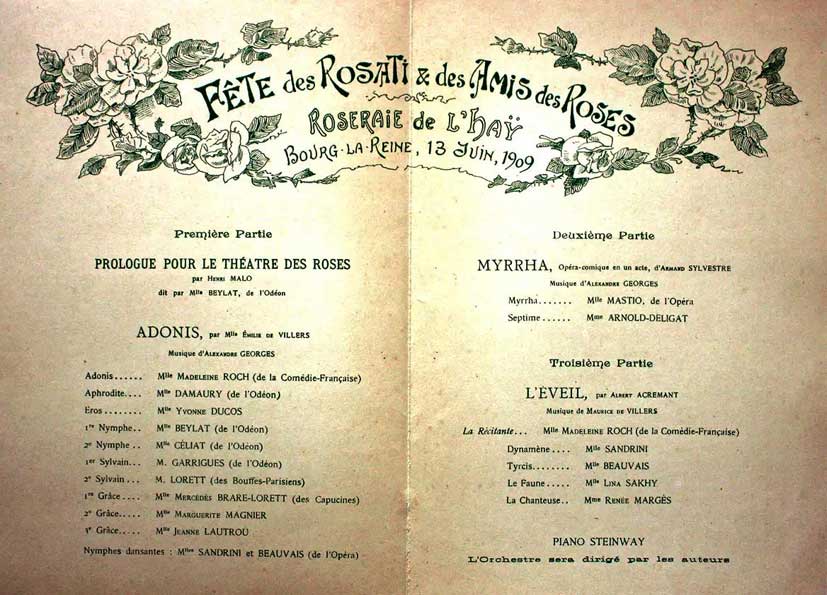 FÊTE des ROSATI & des AMIS des ROSES
ROSERAIE de L'HAŸ
BOURG-LA-REINE, 13 JUIN, 1909
Première Partie
PROLOGUE POUR LE THÉATRE DES ROSES
par HENRI MALO
dit par Mlle BEYLAT, de l'Odéon
ADONIS, par Mlle ÉMILIE DE VILLERS
Musique d'ALEXANDRE GEORGES
Adonis...... Mlle MADELEINE ROCH (de la Comédie-Française)
Aphrodite.... Mlle DAMAURY (de l'Odéon)
Eros........ Mlle YVONNE DUCOS
1re Nymphe.. Mlle BEYLAT (de l'Odéon)
2e Nymphe .. Mlle CÉLIAT (de l'Odéon)
1er Sylvain... M. GARRIGUES (de l'Odéon)
2e Sylvain... M. LORETT (des Bouffes-Parisiens)
1re Grâce.... Mlle MERCÉDÈS BRARE-LORETT (des Capucines)
2e Grâce..... Mlle MARGUERITE MAGNIER
3e Grâce..... Mlle JEANNE LAUTROU
Nymphes dansantes : Mlles SANDRINI et BEAUVAIS (de l'Opéra)
Deuxième Partie
MYRRHA, Opéra-comique en un acte, d'ARMAND SYLVESTRE
Musique d'ALEXANDRE GEORGES
Myrrha....... Mlle MASTIO, de l'Opéra
Septime...... Mme ARNOLD-DELIGAT
Troisième Partie
L'ÉVEIL, par ALBERT ACREMANT
Musique de MAURICE DE VILLERS
La Récitante... Mlle MADELEINE ROCH (de la Comédie-Française)
Dynamène.... Mlle SANDRINI
Tyrcis........ Mlle BEAUVAIS
Le Faune..... Mlle LINA SAKHY
La Chanteuse.. Mme RENÉE MARGÈS
PIANO STEINWAY
L'Orchestre sera dirigé par les auteurs